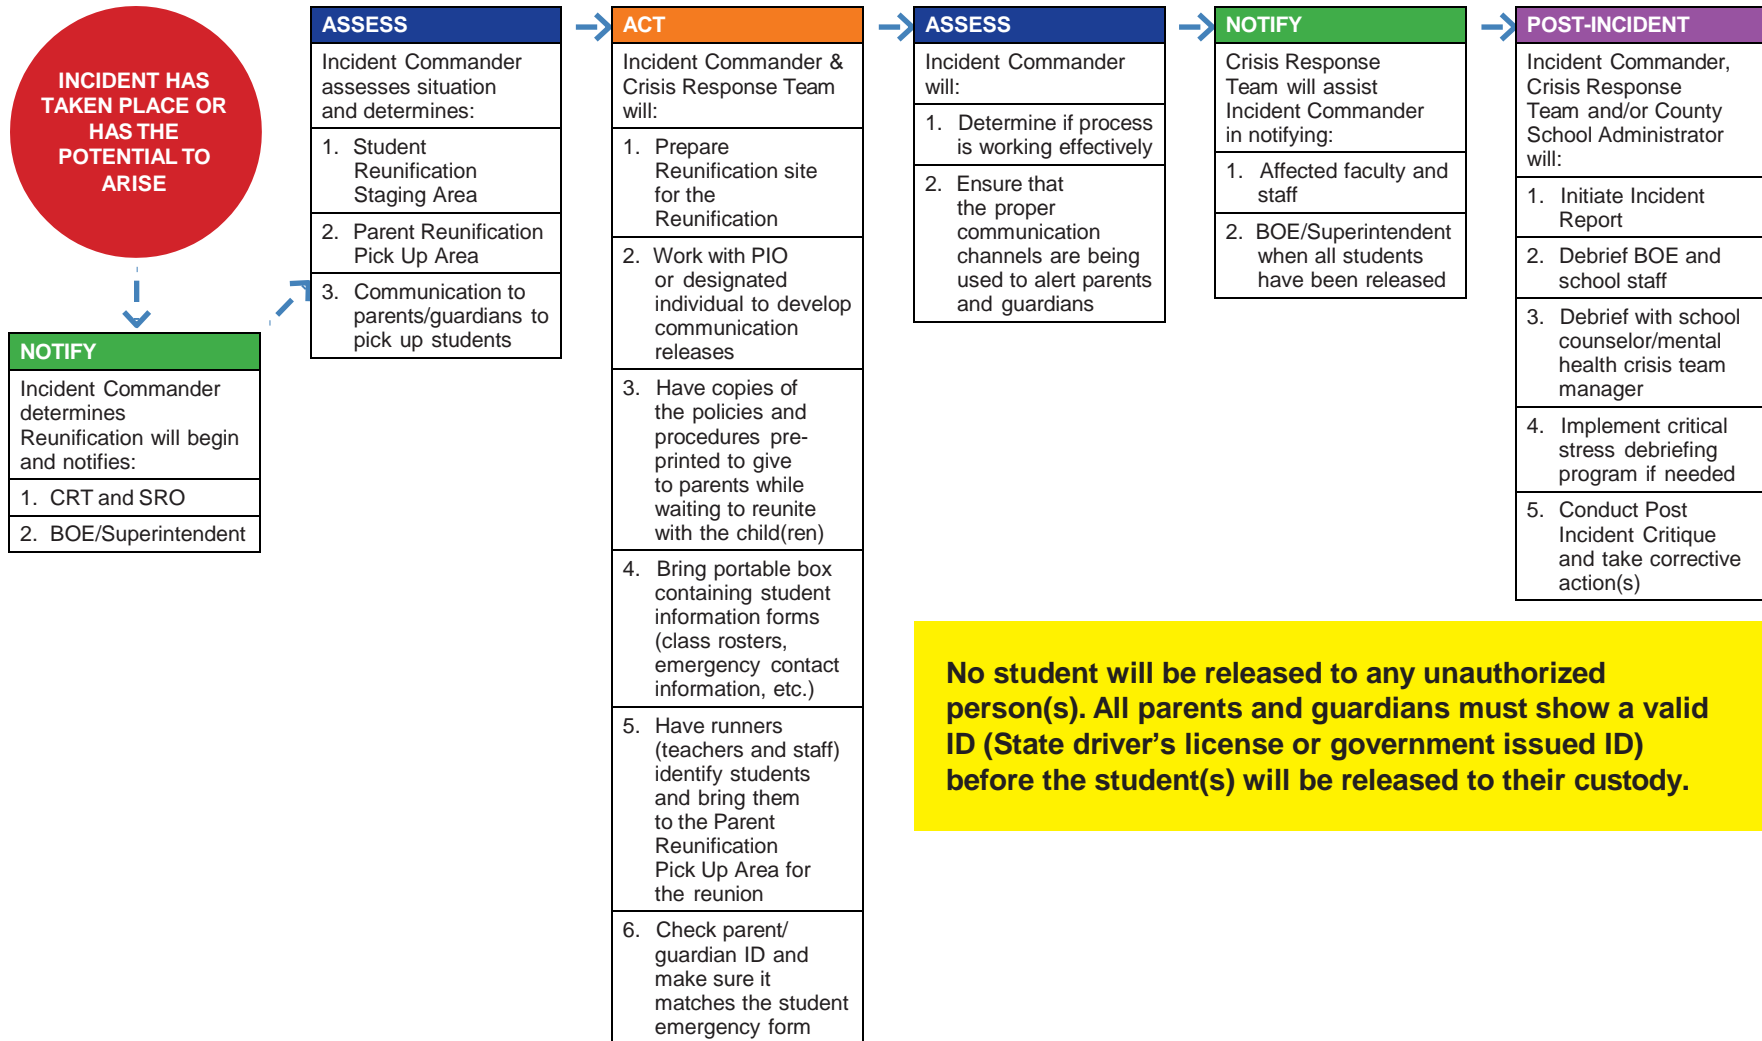 INCIDENT HAS
TAKEN PLACE OR
HAS THE
POTENTIAL TO
ARISE
NOTIFY
Incident Commander
determines
Reunification will begin
and notifies:
1. CRT and SRO
2. BOE/Superintendent
ASSESS
Incident Commander
assesses situation
and determines:
1. Student
Reunification
Staging Area
2. Parent Reunification
Pick Up Area
3. Communication to
parents/guardians to
pick up students
ACT
Incident Commander &
Crisis Response Team
will:
1. Prepare
Reunification site
for the
Reunification
2. Work with PIO
or designated
individual to develop
communication
releases
3. Have copies of
the policies and
procedures pre-
printed to give
to parents while
waiting to reunite
with the child(ren)
4. Bring portable box
containing student
information forms
(class rosters,
emergency contact
information, etc.)
5. Have runners
(teachers and staff)
identify students
and bring them
to the Parent
Reunification
Pick Up Area for
the reunion
6. Check parent/
guardian ID and
make sure it
matches the student
emergency form
ASSESS
Incident Commander
will:
1. Determine if process
is working effectively
2. Ensure that
the proper
communication
channels are being
used to alert parents
and guardians
NOTIFY
Crisis Response
Team will assist
Incident Commander
in notifying:
1. Affected faculty and
staff
2. BOE/Superintendent
when all students
have been released
POST-INCIDENT
Incident Commander,
Crisis Response
Team and/or County
School Administrator
will:
1. Initiate Incident
Report
2. Debrief BOE and
school staff
3. Debrief with school
counselor/mental
health crisis team
manager
4. Implement critical
stress debriefing
program if needed
5. Conduct Post
Incident Critique
and take corrective
action(s)
No student will be released to any unauthorized
person(s). All parents and guardians must show a valid
ID (State driver’s license or government issued ID)
before the student(s) will be released to their custody.